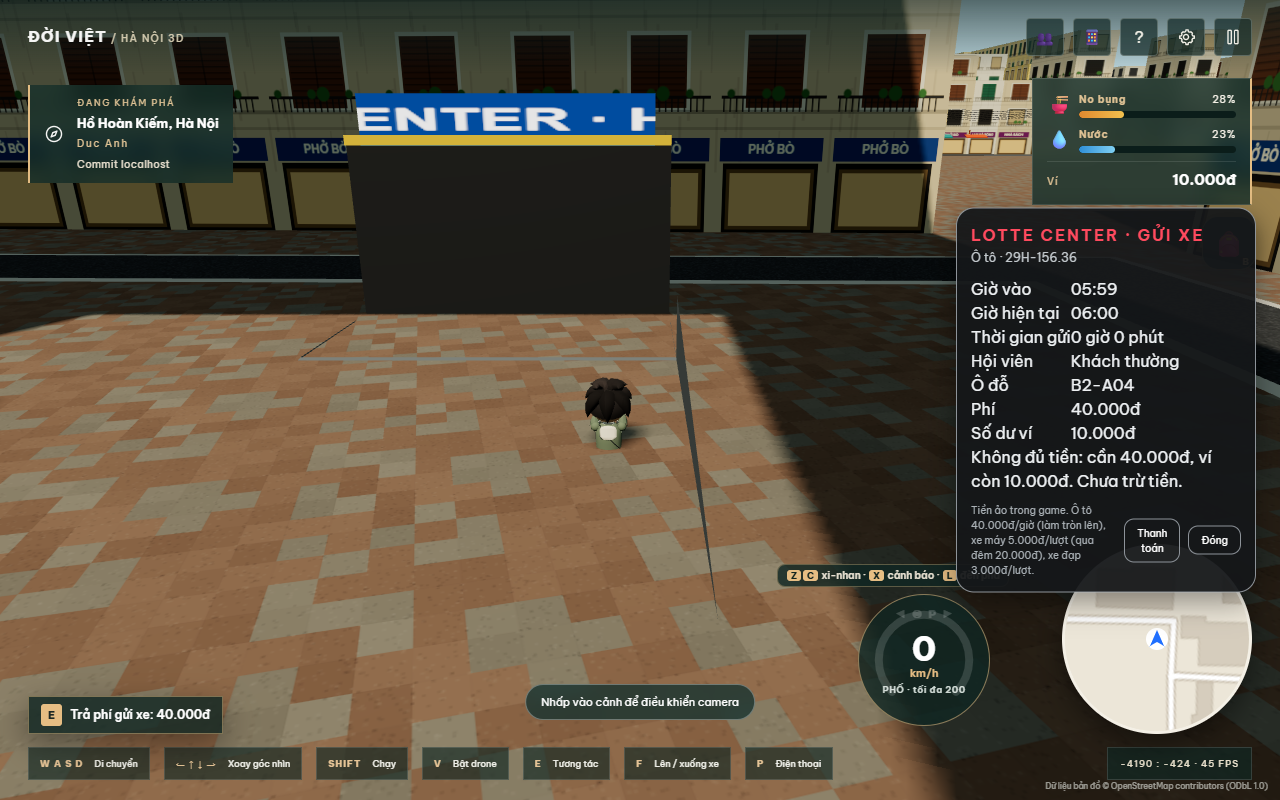 ĐỜI VIỆT / HÀ NỘI 3D
?
ĐANG KHÁM PHÁ
Hồ Hoàn Kiếm, Hà Nội
Duc Anh
Commit localhost
ENTER · H
PHỞ BÒ
PHỞ BÒ
No bụng 28%
Nước 23%
Ví 10.000đ
LOTTE CENTER · GỬI XE
Ô tô · 29H-156.36
Giờ vào 05:59
Giờ hiện tại 06:00
Thời gian gửi 0 giờ 0 phút
Hội viên Khách thường
Ô đỗ B2-A04
Phí 40.000đ
Số dư ví 10.000đ
Không đủ tiền: cần 40.000đ, ví
còn 10.000đ. Chưa trừ tiền.
Tiền ảo trong game. Ô tô
40.000đ/giờ (làm tròn lên),
xe máy 5.000đ/lượt (qua
đêm 20.000đ), xe đạp
3.000đ/lượt.
Thanh
toán
Đóng
Z C xi-nhan · X cảnh báo · L
P
0
km/h
PHỐ · tối đa 200
Nhấp vào cảnh để điều khiển camera
E Trả phí gửi xe: 40.000đ
W A S D Di chuyển
←↑↓→ Xoay góc nhìn
SHIFT Chạy
V Bật drone
E Tương tác
F Lên / xuống xe
P Điện thoại
-4190 : -424 · 45 FPS
Dữ liệu bản đồ © OpenStreetMap contributors (ODbL 1.0)